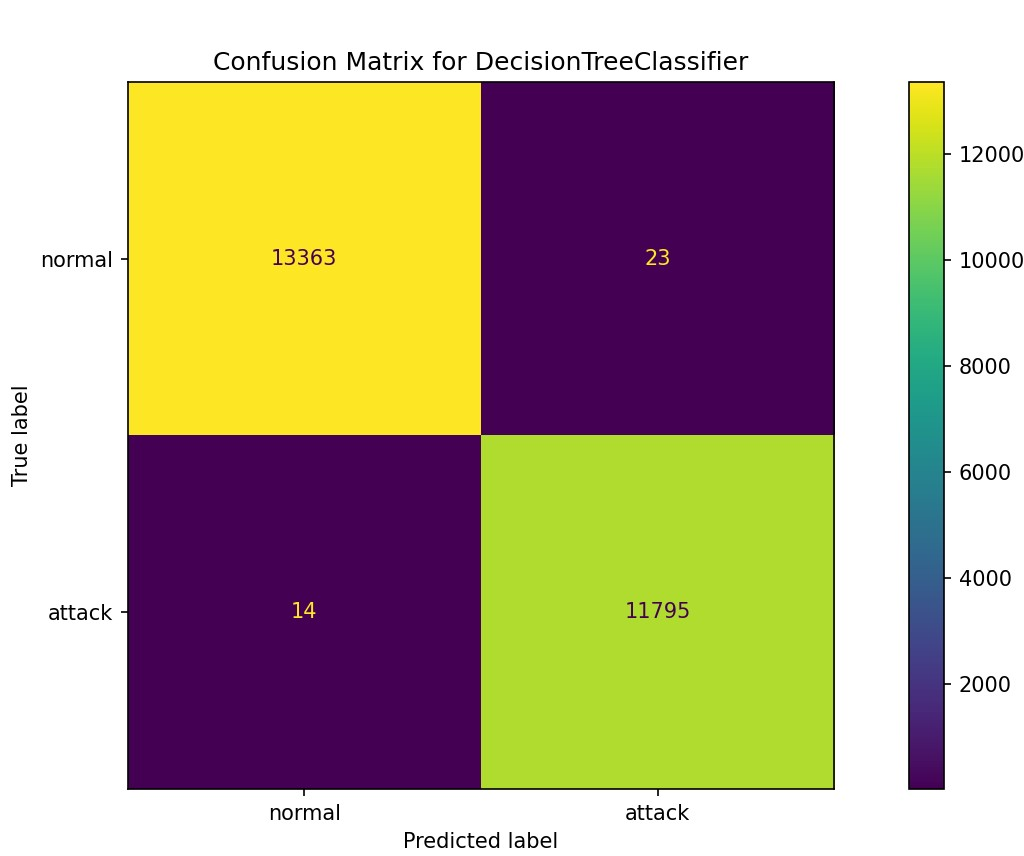 Confusion Matrix for DecisionTreeClassifier
normal
13363
23
attack
14
11795
True label
normal
attack
Predicted label
12000
10000
8000
6000
4000
2000